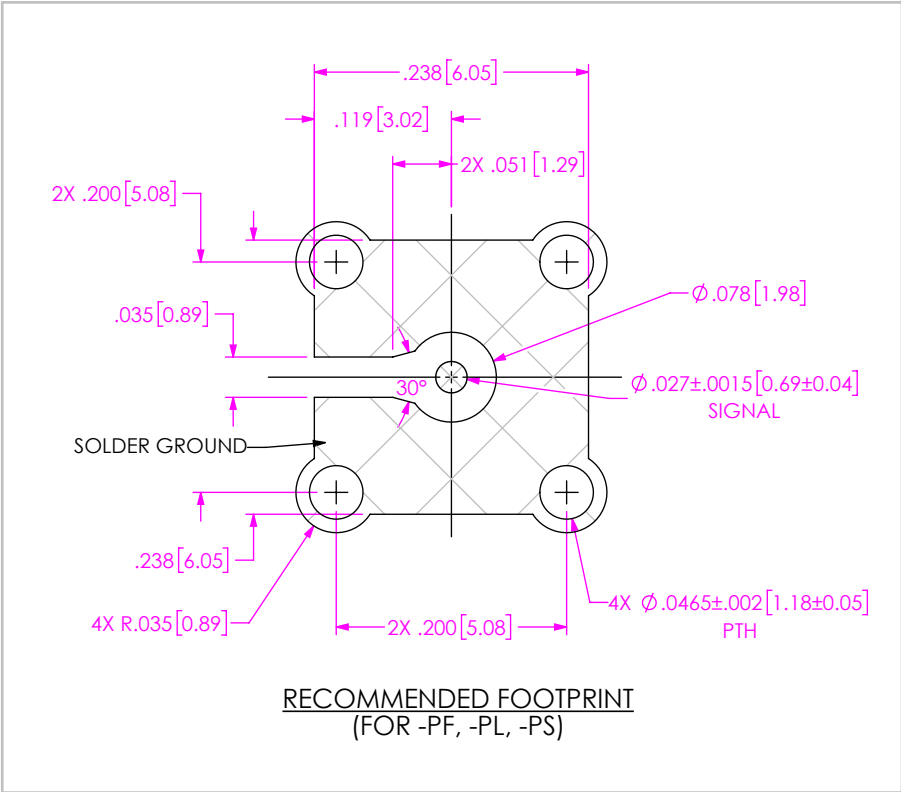 .238[6.05]
.119[3.02]
2X .051[1.29]
2X .200[5.08]
Ø.078[1.98]
.035[0.89]
30°
Ø.027±.0015[0.69±0.04]
SIGNAL
SOLDER GROUND
.238[6.05]
4X Ø.0465±.002[1.18±0.05]
PTH
4X R.035[0.89]
2X .200[5.08]
RECOMMENDED FOOTPRINT
(FOR -PF, -PL, -PS)